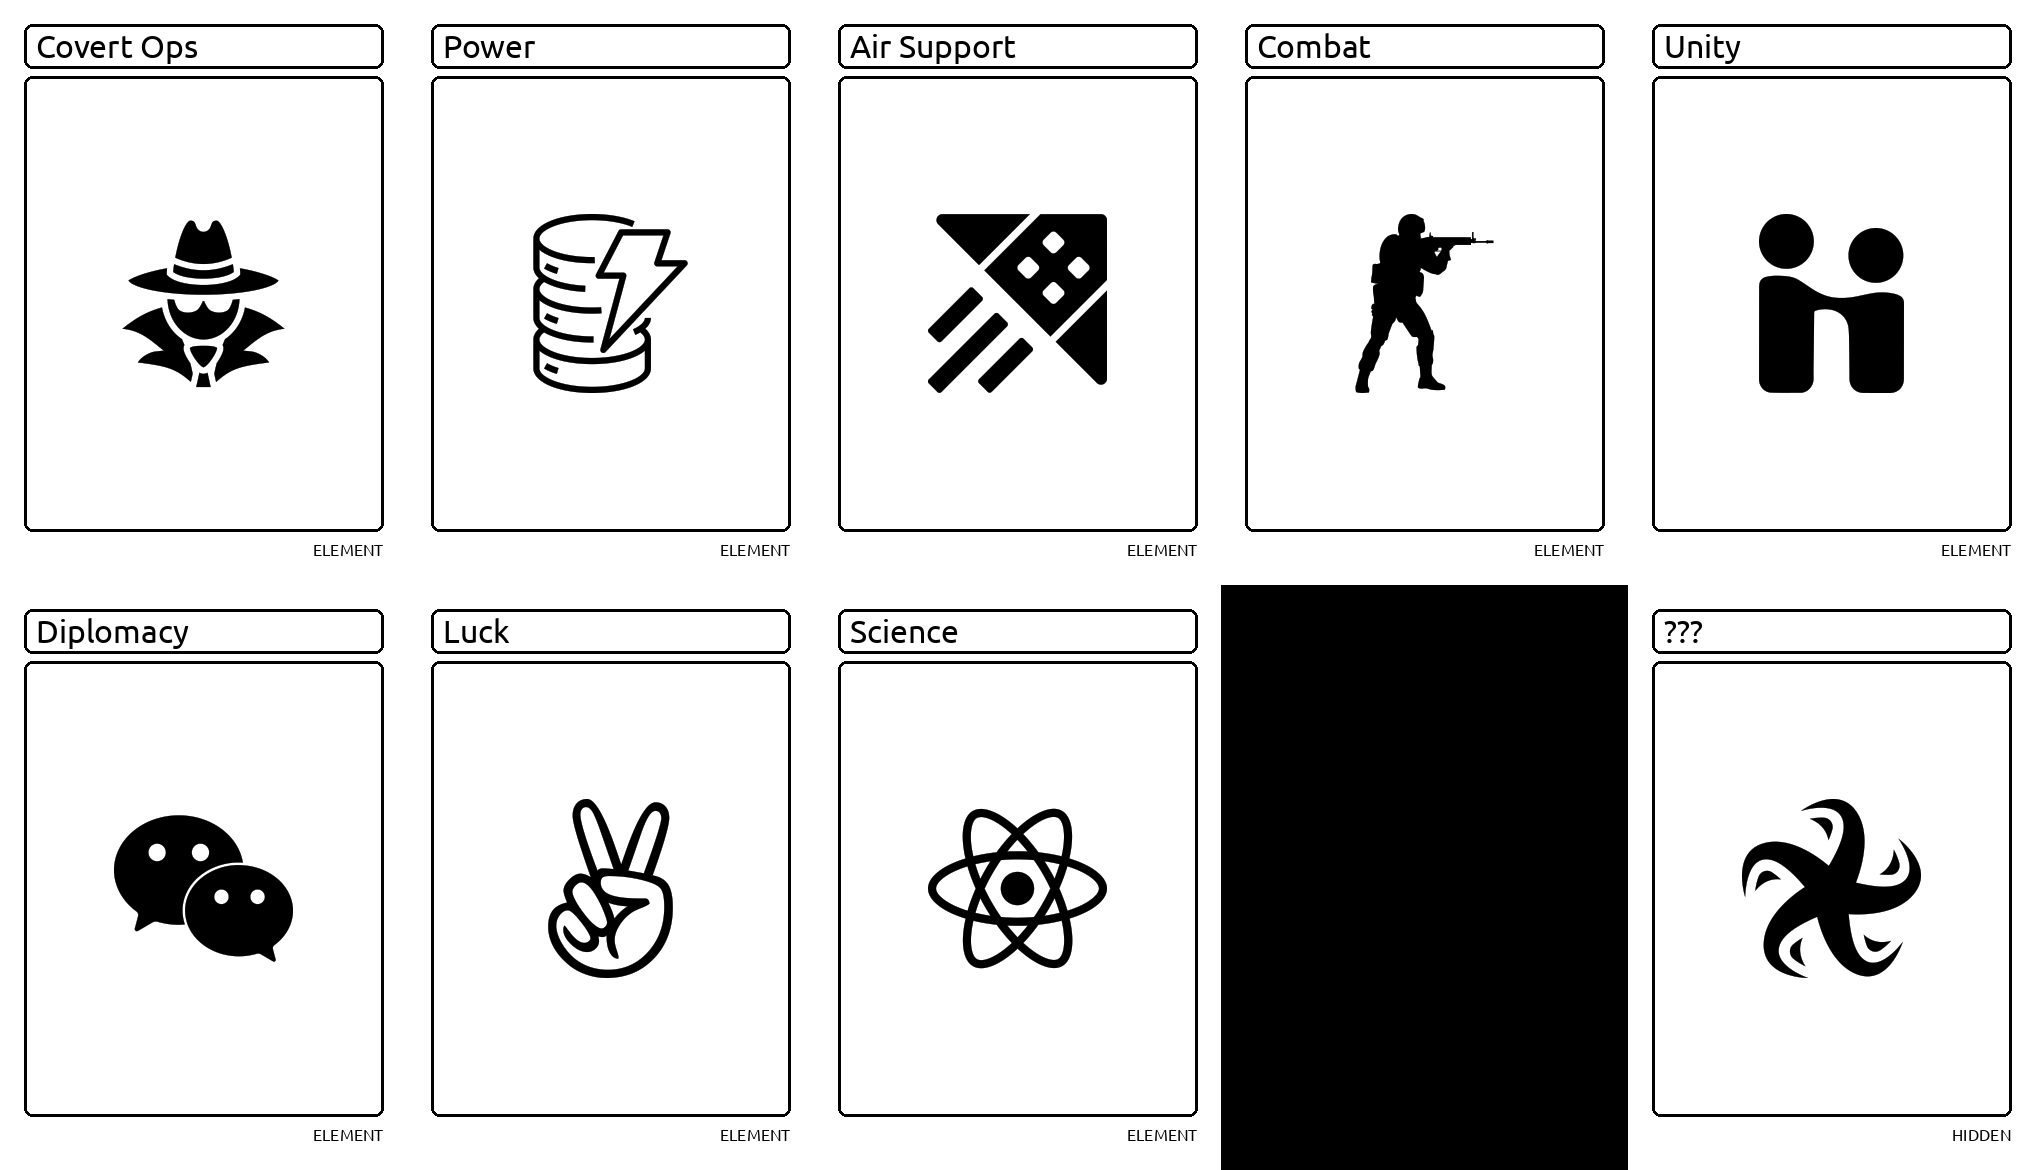 Covert Ops
Power
Air Support
Combat
Unity
ELEMENT
ELEMENT
ELEMENT
ELEMENT
ELEMENT
Diplomacy
Luck
Science
???
ELEMENT
ELEMENT
ELEMENT
HIDDEN